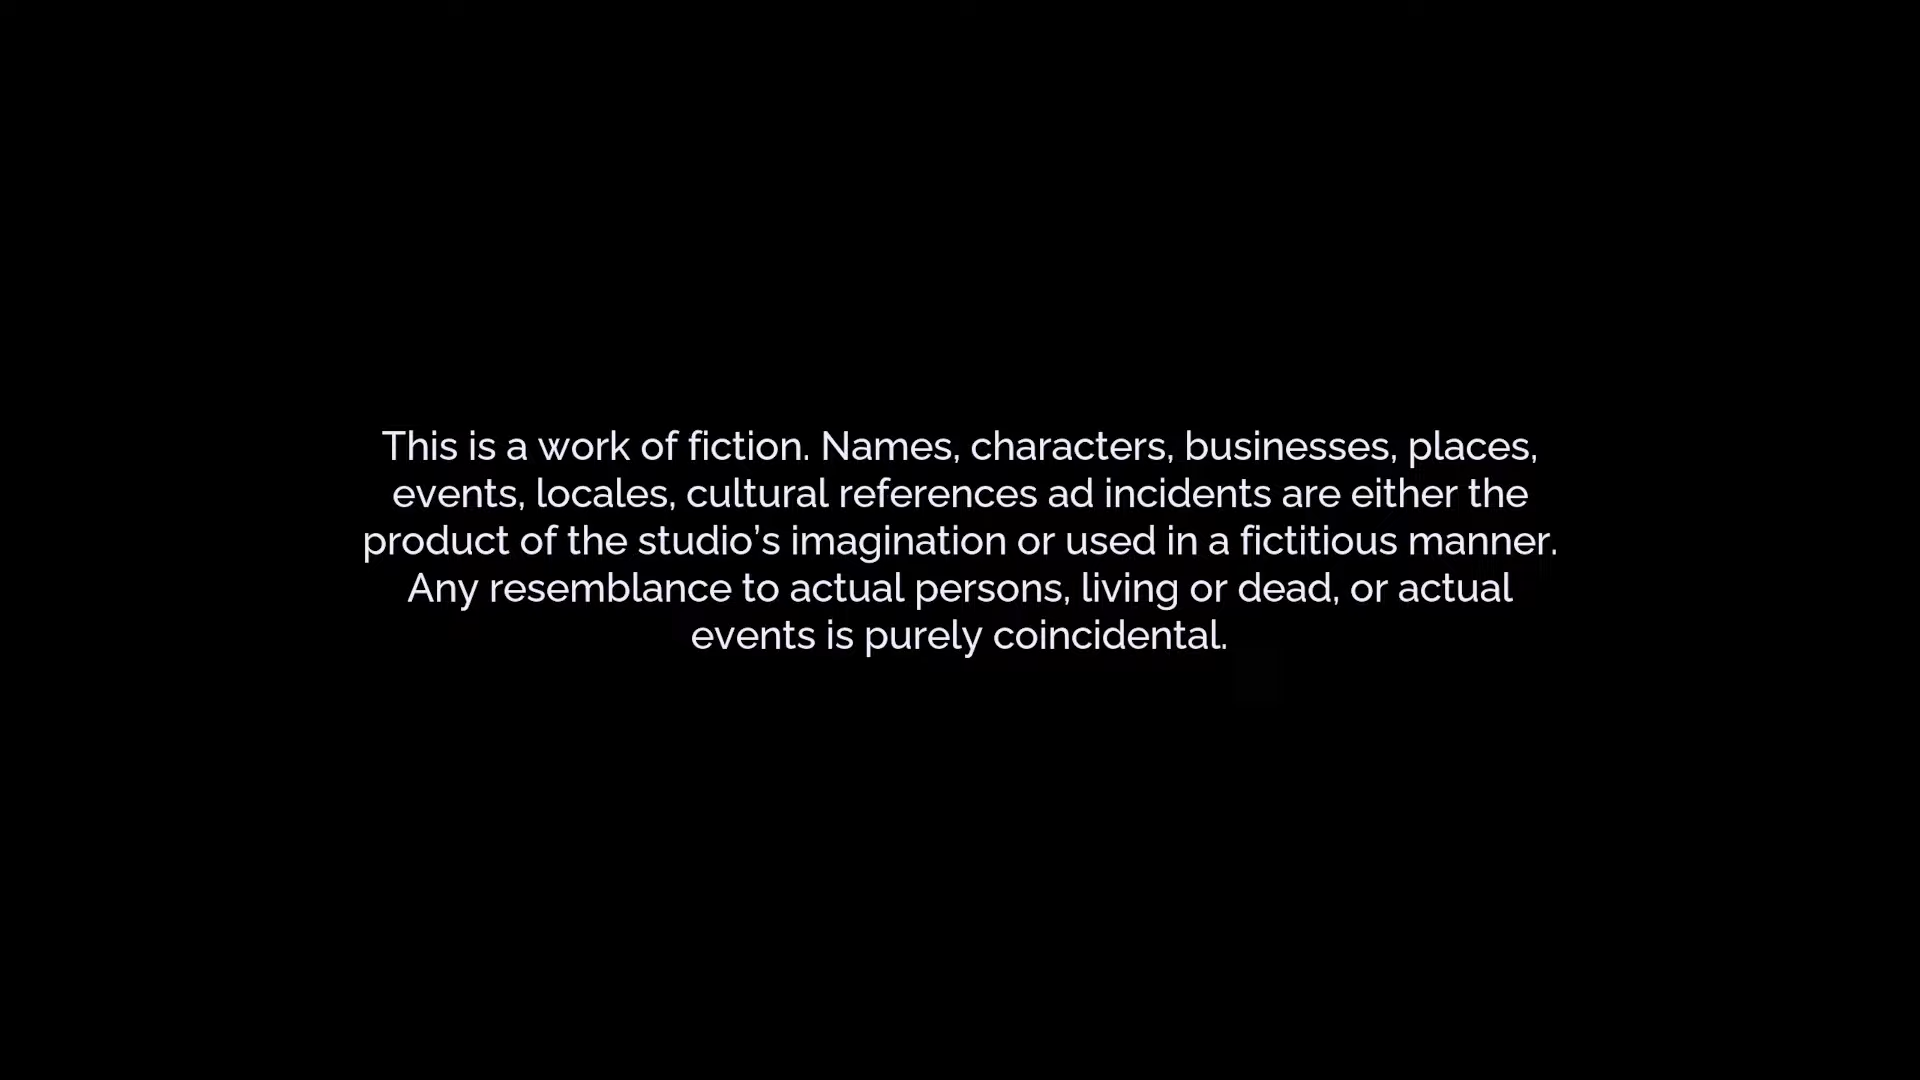 This is a work of fiction. Names, characters, businesses, places,
events, locales, cultural references ad incidents are either the
product of the studio’s imagination or used in a fictitious manner.
Any resemblance to actual persons, living or dead, or actual
events is purely coincidental.